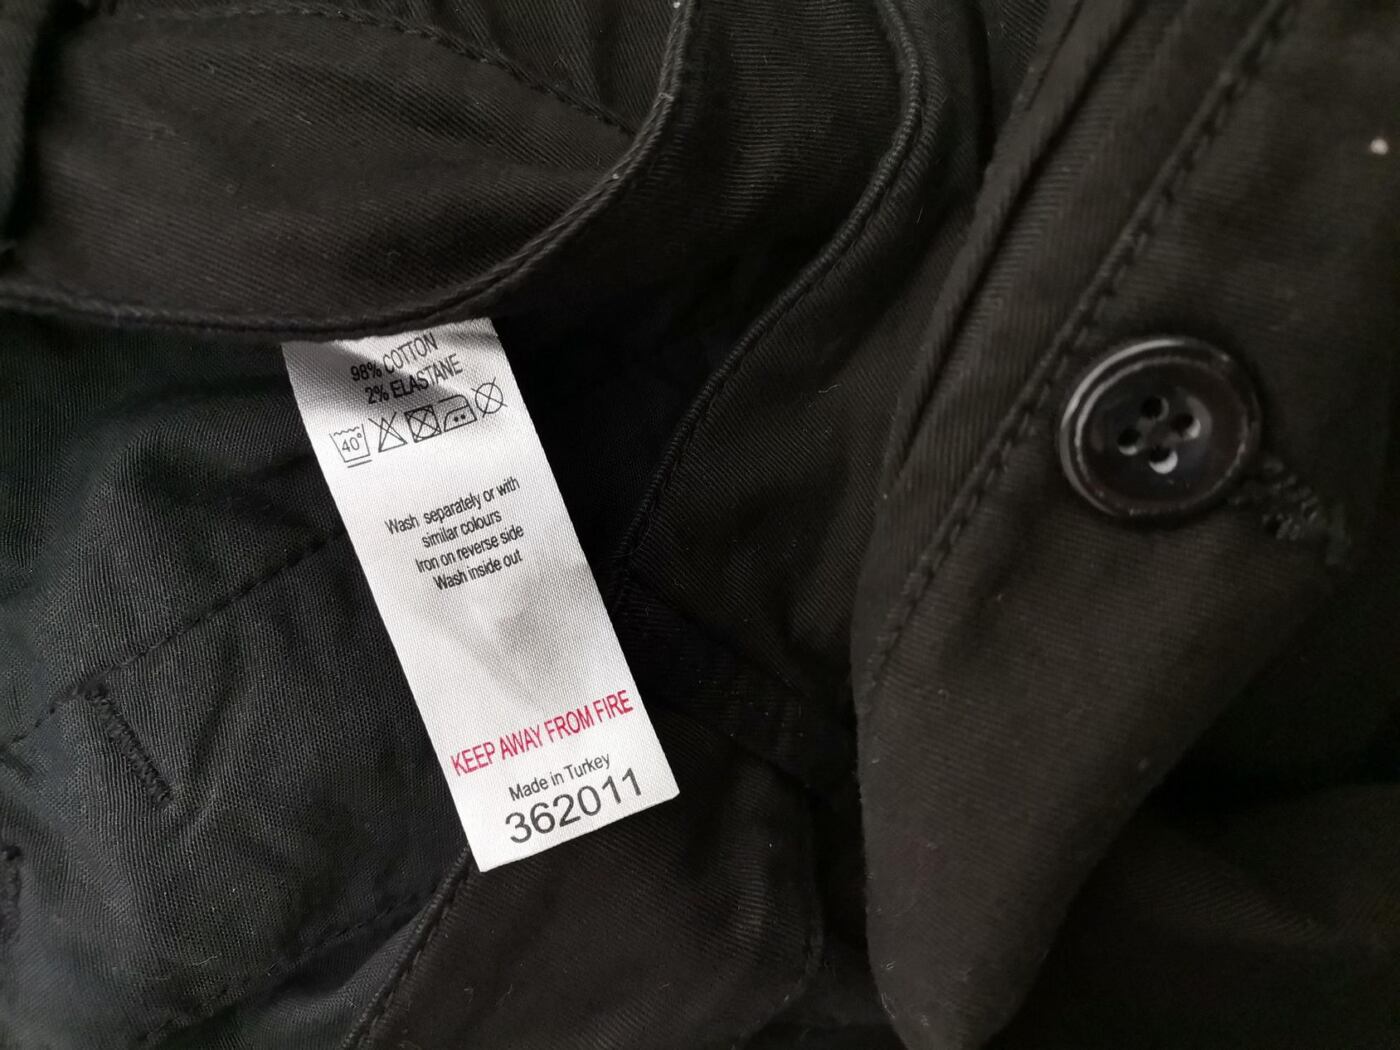 98% COTTON
2% ELASTANE
40°
Wash separately or with
similar colours
Iron on reverse side
Wash inside out
KEEP AWAY FROM FIRE
Made in Turkey
362011